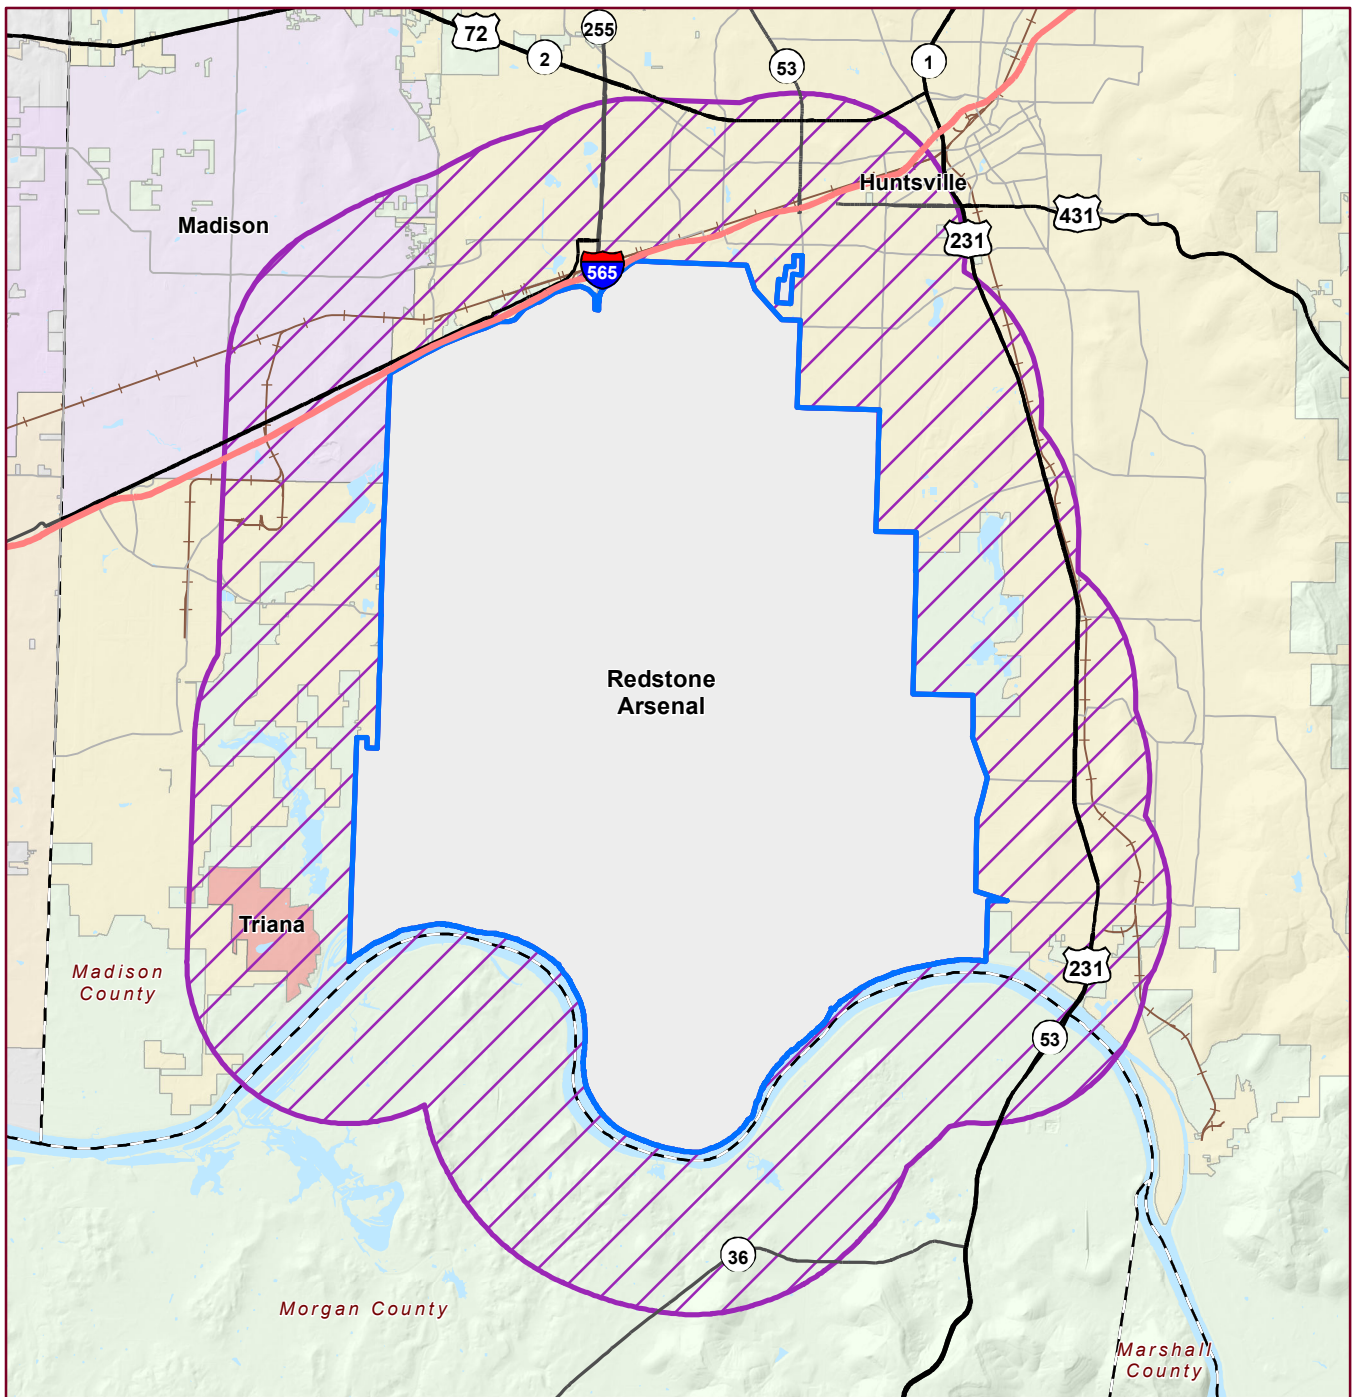 255
72
2
53
1
Huntsville
Madison
431
231
565
Redstone
Arsenal
Triana
Madison
County
231
53
36
Morgan County
Marshall
County